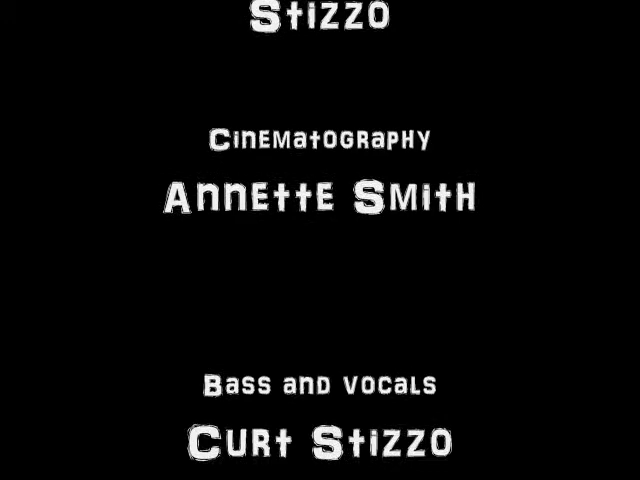 Stizzo
Cinematography
Annette Smith
Bass and vocals
Curt Stizzo